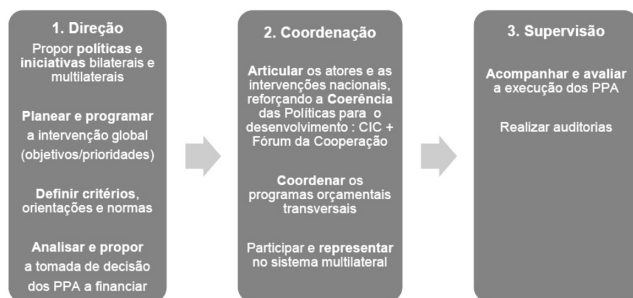 1. Direção
Propor políticas e
iniciativas bilaterais e
multilaterais
Planear e programar
a intervenção global
(objetivos/prioridades)
Definir critérios,
orientações e normas
Analisar e propor
a tomada de decisão
dos PPA a financiar
2. Coordenação
Articular os atores e as
intervenções nacionais,
reforçando a Coerência
das Políticas para o
desenvolvimento : CIC +
Fórum da Cooperação
Coordenar os
programas orçamentais
transversais
Participar e representar
no sistema multilateral
3. Supervisão
Acompanhar e avaliar
a execução dos PPA
Realizar auditorias